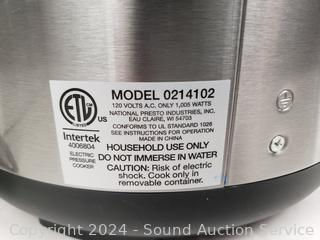 MODEL 0214102
120 VOLTS A.C. ONLY 1,005 WATTS
NATIONAL PRESTO INDUSTRIES, INC.
EAU CLAIRE, WI 54703
CONFORMS TO UL STANDARD 1026
SEE INSTRUCTIONS FOR OPERATION
MADE IN CHINA
ETL
CM
US
LISTED
Intertek
4006804
ELECTRIC
PRESSURE
COOKER
HOUSEHOLD USE ONLY
DO NOT IMMERSE IN WATER
CAUTION: Risk of electric
shock. Cook only in
removable container.
Copyright 2024 - Sound Auction Service